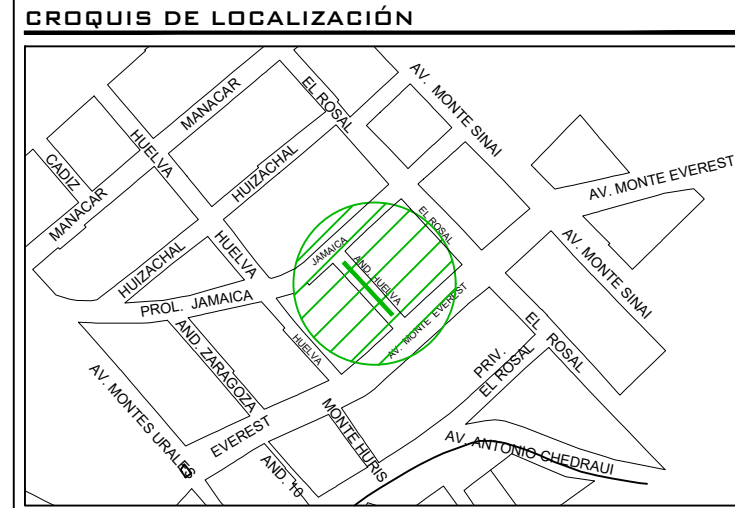 CROQUIS DE LOCALIZACIÓN
AV. MONTE SINAI
EL ROSAL
MANACAR
HUELVA
CADIZ
HUIZACHAL
AV. MONTE EVEREST
MANACAR
EL ROSAL
HUELVA
JAMAICA
AND. HUELVA
AV. MONTE SINAI
HUIZACHAL
PROL. JAMAICA
AV. MONTE EVEREST
EL ROSAL
HUELVA
AND. ZARAGOZA
PRIV.
EL ROSAL
AV. MONTES URALES
EVEREST
MONTE HURIS
AV. ANTONIO CHEDRAUI
AND. 10